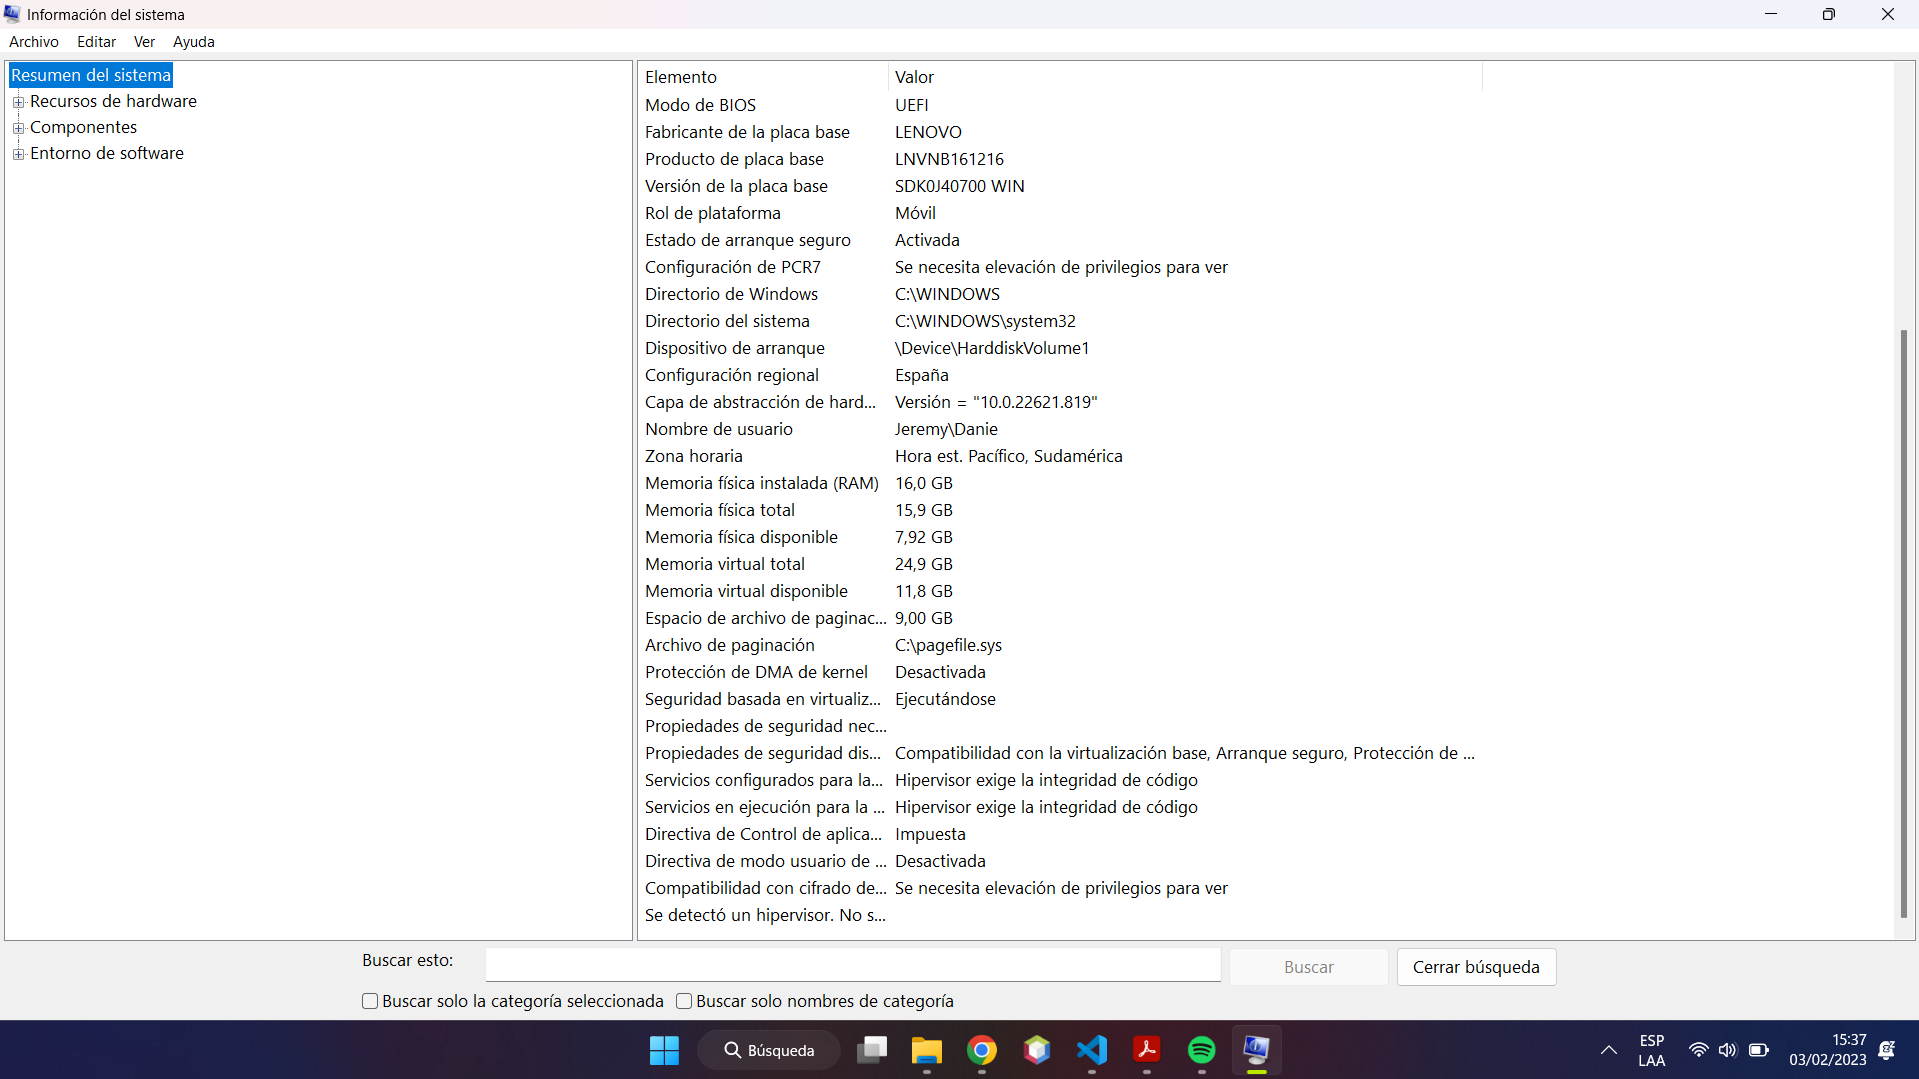 Información del sistema
Archivo Editar Ver Ayuda
Resumen del sistema
Recursos de hardware
Componentes
Entorno de software
Elemento Valor
Modo de BIOS UEFI
Fabricante de la placa base LENOVO
Producto de placa base LNVNB161216
Versión de la placa base SDK0J40700 WIN
Rol de plataforma Móvil
Estado de arranque seguro Activada
Configuración de PCR7 Se necesita elevación de privilegios para ver
Directorio de Windows C:\WINDOWS
Directorio del sistema C:\WINDOWS\system32
Dispositivo de arranque \Device\HarddiskVolume1
Configuración regional España
Capa de abstracción de hard... Versión = "10.0.22621.819"
Nombre de usuario Jeremy\Danie
Zona horaria Hora est. Pacífico, Sudamérica
Memoria física instalada (RAM) 16,0 GB
Memoria física total 15,9 GB
Memoria física disponible 7,92 GB
Memoria virtual total 24,9 GB
Memoria virtual disponible 11,8 GB
Espacio de archivo de paginac... 9,00 GB
Archivo de paginación C:\pagefile.sys
Protección de DMA de kernel Desactivada
Seguridad basada en virtualiz... Ejecutándose
Propiedades de seguridad nec...
Propiedades de seguridad dis... Compatibilidad con la virtualización base, Arranque seguro, Protección de ...
Servicios configurados para la... Hipervisor exige la integridad de código
Servicios en ejecución para la ... Hipervisor exige la integridad de código
Directiva de Control de aplica... Impuesta
Directiva de modo usuario de ... Desactivada
Compatibilidad con cifrado de... Se necesita elevación de privilegios para ver
Se detectó un hipervisor. No s...
Buscar esto: Buscar Cerrar búsqueda
Buscar solo la categoría seleccionada Buscar solo nombres de categoría
Búsqueda
ESP
LAA
15:37
03/02/2023